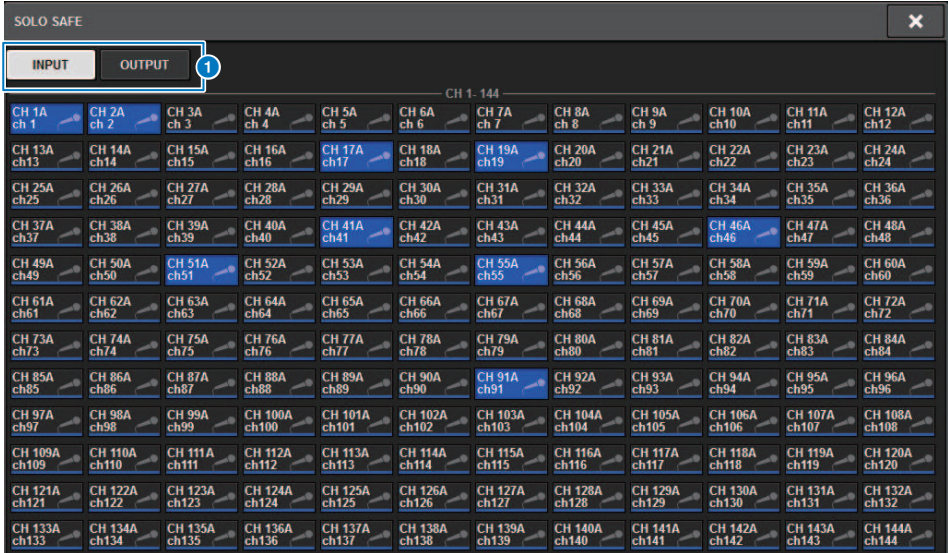 SOLO SAFE
INPUT OUTPUT 1
CH 1- 144
CH 1A CH 2A CH 3A CH 4A CH 5A CH 6A CH 7A CH 8A CH 9A CH 10A CH 11A CH 12A
ch 1 ch 2 ch 3 ch 4 ch 5 ch 6 ch 7 ch 8 ch 9 ch10 ch11 ch12
CH 13A CH 14A CH 15A CH 16A CH 17A CH 18A CH 19A CH 20A CH 21A CH 22A CH 23A CH 24A
ch13 ch14 ch15 ch16 ch17 ch18 ch19 ch20 ch21 ch22 ch23 ch24
CH 25A CH 26A CH 27A CH 28A CH 29A CH 30A CH 31A CH 32A CH 33A CH 34A CH 35A CH 36A
ch25 ch26 ch27 ch28 ch29 ch30 ch31 ch32 ch33 ch34 ch35 ch36
CH 37A CH 38A CH 39A CH 40A CH 41A CH 42A CH 43A CH 44A CH 45A CH 46A CH 47A CH 48A
ch37 ch38 ch39 ch40 ch41 ch42 ch43 ch44 ch45 ch46 ch47 ch48
CH 49A CH 50A CH 51A CH 52A CH 53A CH 54A CH 55A CH 56A CH 57A CH 58A CH 59A CH 60A
ch49 ch50 ch51 ch52 ch53 ch54 ch55 ch56 ch57 ch58 ch59 ch60
CH 61A CH 62A CH 63A CH 64A CH 65A CH 66A CH 67A CH 68A CH 69A CH 70A CH 71A CH 72A
ch61 ch62 ch63 ch64 ch65 ch66 ch67 ch68 ch69 ch70 ch71 ch72
CH 73A CH 74A CH 75A CH 76A CH 77A CH 78A CH 79A CH 80A CH 81A CH 82A CH 83A CH 84A
ch73 ch74 ch75 ch76 ch77 ch78 ch79 ch80 ch81 ch82 ch83 ch84
CH 85A CH 86A CH 87A CH 88A CH 89A CH 90A CH 91A CH 92A CH 93A CH 94A CH 95A CH 96A
ch85 ch86 ch87 ch88 ch89 ch90 ch91 ch92 ch93 ch94 ch95 ch96
CH 97A CH 98A CH 99A CH 100A CH 101A CH 102A CH 103A CH 104A CH 105A CH 106A CH 107A CH 108A
ch97 ch98 ch99 ch100 ch101 ch102 ch103 ch104 ch105 ch106 ch107 ch108
CH 109A CH 110A CH 111A CH 112A CH 113A CH 114A CH 115A CH 116A CH 117A CH 118A CH 119A CH 120A
ch109 ch110 ch111 ch112 ch113 ch114 ch115 ch116 ch117 ch118 ch119 ch120
CH 121A CH 122A CH 123A CH 124A CH 125A CH 126A CH 127A CH 128A CH 129A CH 130A CH 131A CH 132A
ch121 ch122 ch123 ch124 ch125 ch126 ch127 ch128 ch129 ch130 ch131 ch132
CH 133A CH 134A CH 135A CH 136A CH 137A CH 138A CH 139A CH 140A CH 141A CH 142A CH 143A CH 144A
ch133 ch134 ch135 ch136 ch137 ch138 ch139 ch140 ch141 ch142 ch143 ch144